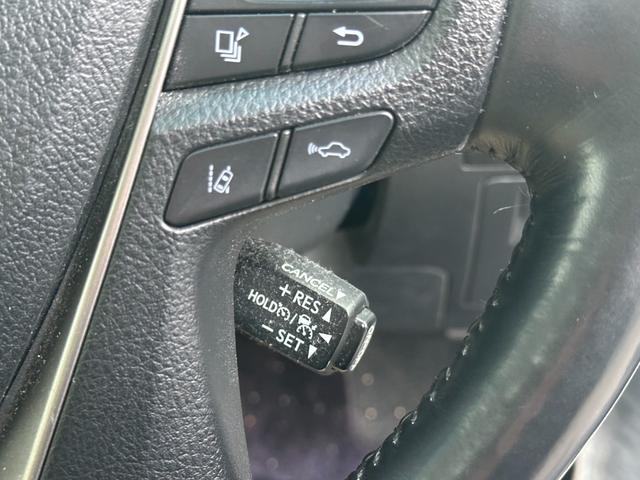 CANCEL
+ RES ▲
HOLD / ◄
− SET ▼